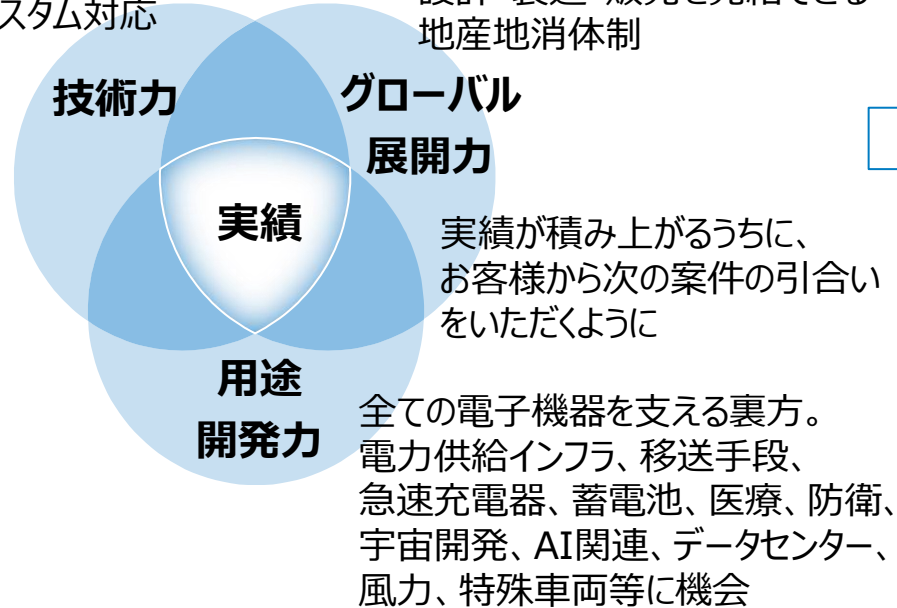 スタム対応
地産地消体制
技術力
グローバル
展開力
実績
実績が積み上がるうちに、
お客様から次の案件の引合い
をいただくように
用途
開発力
全ての電子機器を支える裏方。
電力供給インフラ、移送手段、
急速充電器、蓄電池、医療、防衛、
宇宙開発、AI関連、データセンター、
風力、特殊車両等に機会